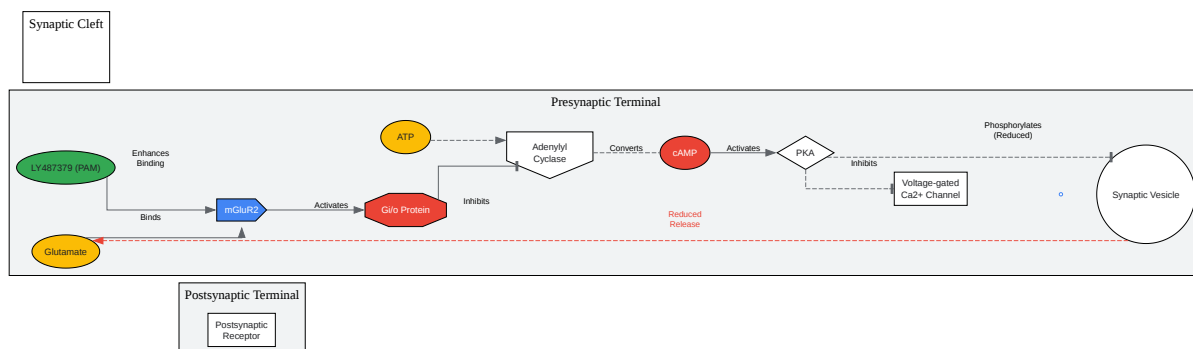 Synaptic Cleft
Presynaptic Terminal
Phosphorylates
(Reduced)
ATP
Adenylyl
Cyclase
Converts
cAMP
Activates
PKA
Inhibits
Enhances
Binding
LY487379 (PAM)
Voltage-gated
Ca2+ Channel
Synaptic Vesicle
Binds
mGluR2
Activates
Gi/o Protein
Inhibits
Reduced
Release
Glutamate
Postsynaptic Terminal
Postsynaptic
Receptor